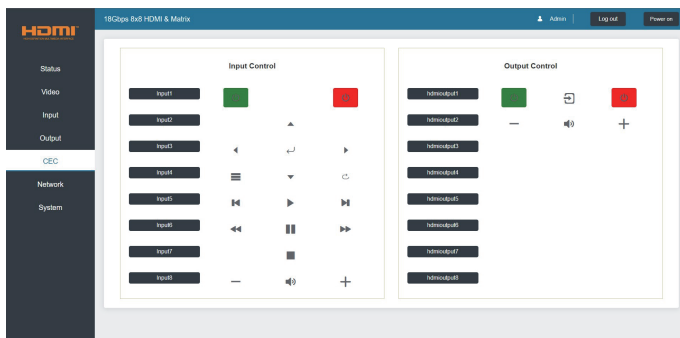 HDMI
18Gbps 8x8 HDMI & Matrix
Admin
Log out
Power on
Status
Video
Input
Output
CEC
Network
System
Input Control
Input1
Input2
Input3
Input4
Input5
Input6
Input7
Input8
Output Control
hdmioutput1
hdmioutput2
hdmioutput3
hdmioutput4
hdmioutput5
hdmioutput6
hdmioutput7
hdmioutput8